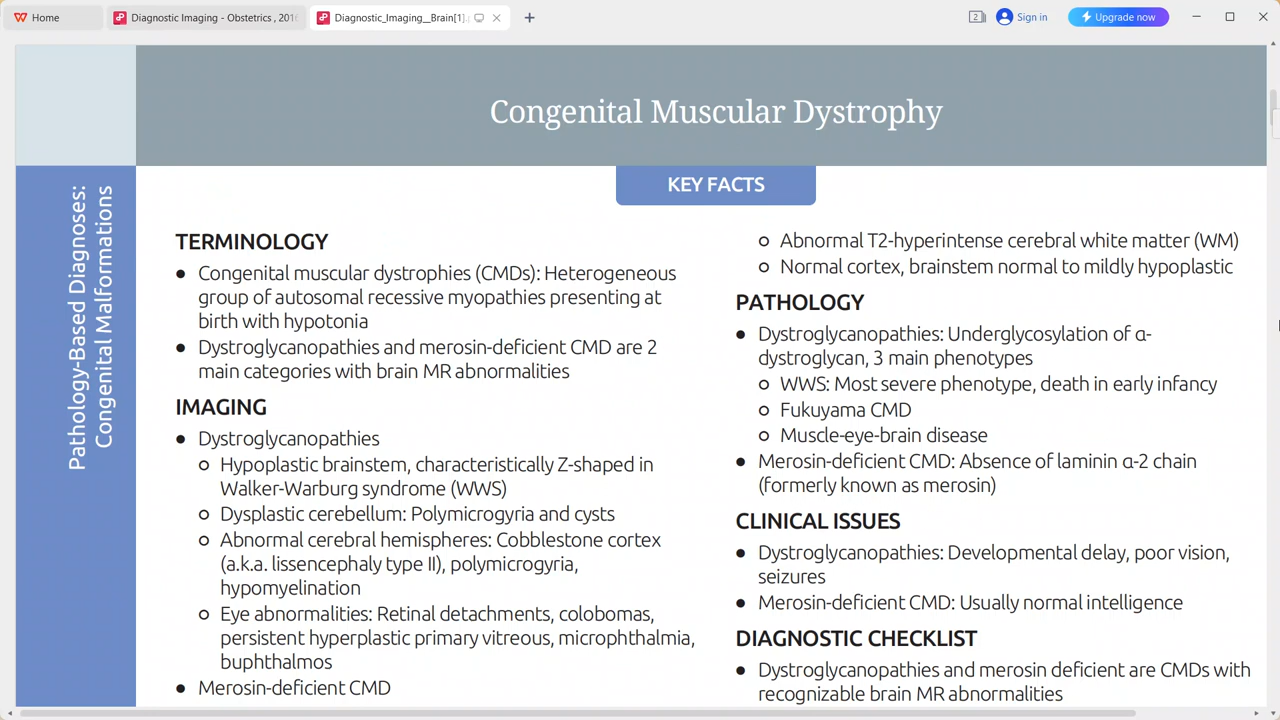 Home
Diagnostic Imaging - Obstetrics , 201
Diagnostic_Imaging__Brain[1].
2
Sign in
Upgrade now
Congenital Muscular Dystrophy
Pathology-Based Diagnoses:
Congenital Malformations
KEY FACTS
TERMINOLOGY
● Congenital muscular dystrophies (CMDs): Heterogeneous
group of autosomal recessive myopathies presenting at
birth with hypotonia
● Dystroglycanopathies and merosin-deficient CMD are 2
main categories with brain MR abnormalities
IMAGING
● Dystroglycanopathies
○ Hypoplastic brainstem, characteristically Z-shaped in
Walker-Warburg syndrome (WWS)
○ Dysplastic cerebellum: Polymicrogyria and cysts
○ Abnormal cerebral hemispheres: Cobblestone cortex
(a.k.a. lissencephaly type II), polymicrogyria,
hypomyelination
○ Eye abnormalities: Retinal detachments, colobomas,
persistent hyperplastic primary vitreous, microphthalmia,
buphthalmos
● Merosin-deficient CMD
○ Abnormal T2-hyperintense cerebral white matter (WM)
○ Normal cortex, brainstem normal to mildly hypoplastic
PATHOLOGY
● Dystroglycanopathies: Underglycosylation of α-
dystroglycan, 3 main phenotypes
○ WWS: Most severe phenotype, death in early infancy
○ Fukuyama CMD
○ Muscle-eye-brain disease
● Merosin-deficient CMD: Absence of laminin α-2 chain
(formerly known as merosin)
CLINICAL ISSUES
● Dystroglycanopathies: Developmental delay, poor vision,
seizures
● Merosin-deficient CMD: Usually normal intelligence
DIAGNOSTIC CHECKLIST
● Dystroglycanopathies and merosin deficient are CMDs with
recognizable brain MR abnormalities